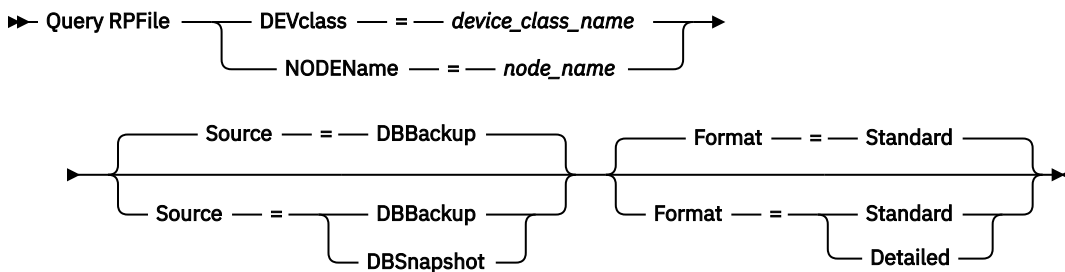 Query RPFile DEVclass = device_class_name
NODEName = node_name
Source = DBBackup Format = Standard
Source = DBBackup Format = Standard
DBSnapshot Detailed